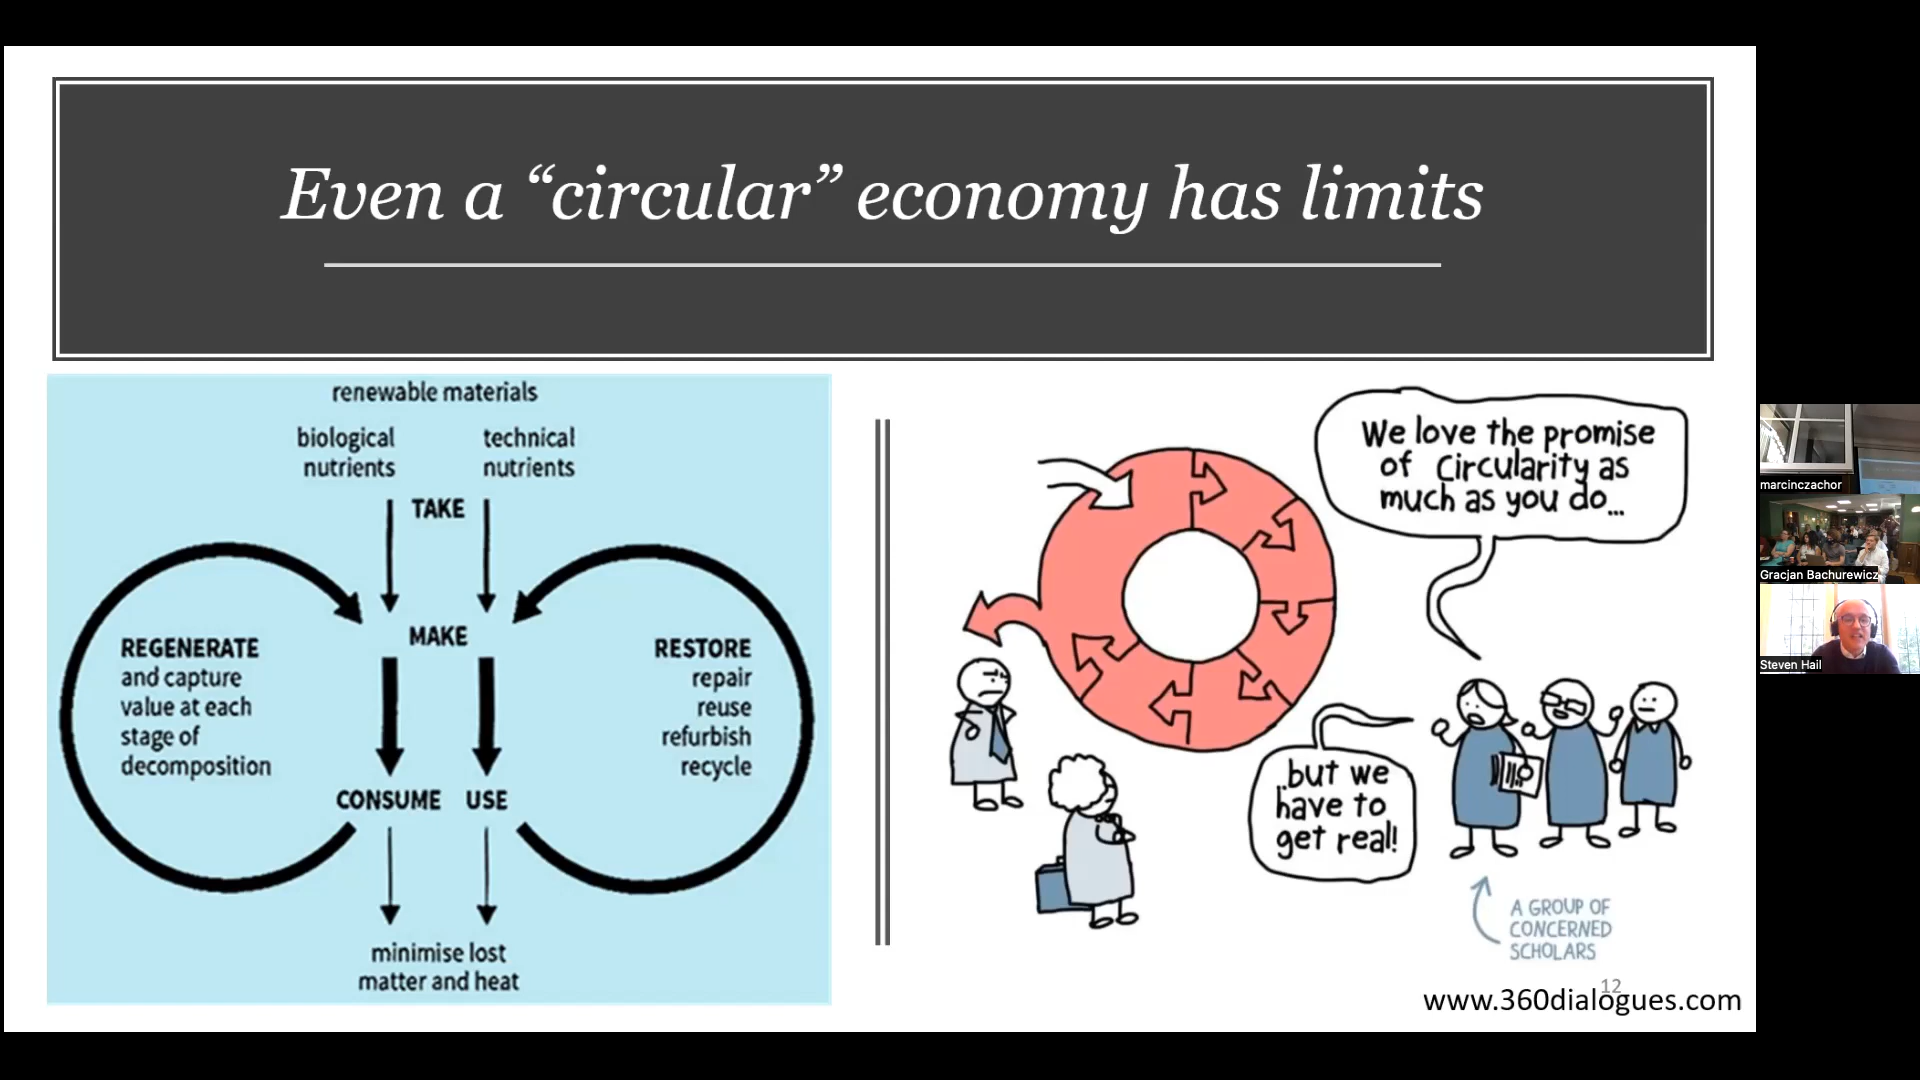 Even a “circular” economy has limits
renewable materials
biological
nutrients
technical
nutrients
TAKE
MAKE
REGENERATE
and capture
value at each
stage of
decomposition
RESTORE
repair
reuse
refurbish
recycle
CONSUME
USE
minimise lost
matter and heat
We love the promise
of Circularity as
much as you do...
..but we
have to
get real!
A GROUP OF
CONCERNED
SCHOLARS
12
www.360dialogues.com
marcinczachor
Gracjan Bachurewicz
Steven Hail